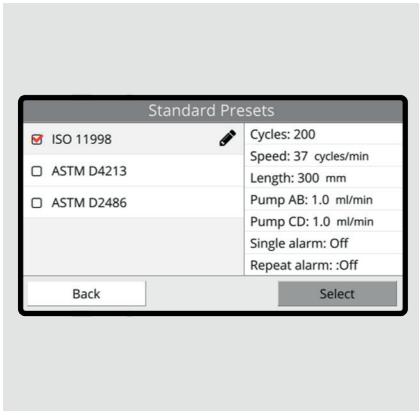 Standard Presets
ISO 11998
ASTM D4213
ASTM D2486
Cycles: 200
Speed: 37 cycles/min
Length: 300 mm
Pump AB: 1.0 ml/min
Pump CD: 1.0 ml/min
Single alarm: Off
Repeat alarm: :Off
Back
Select